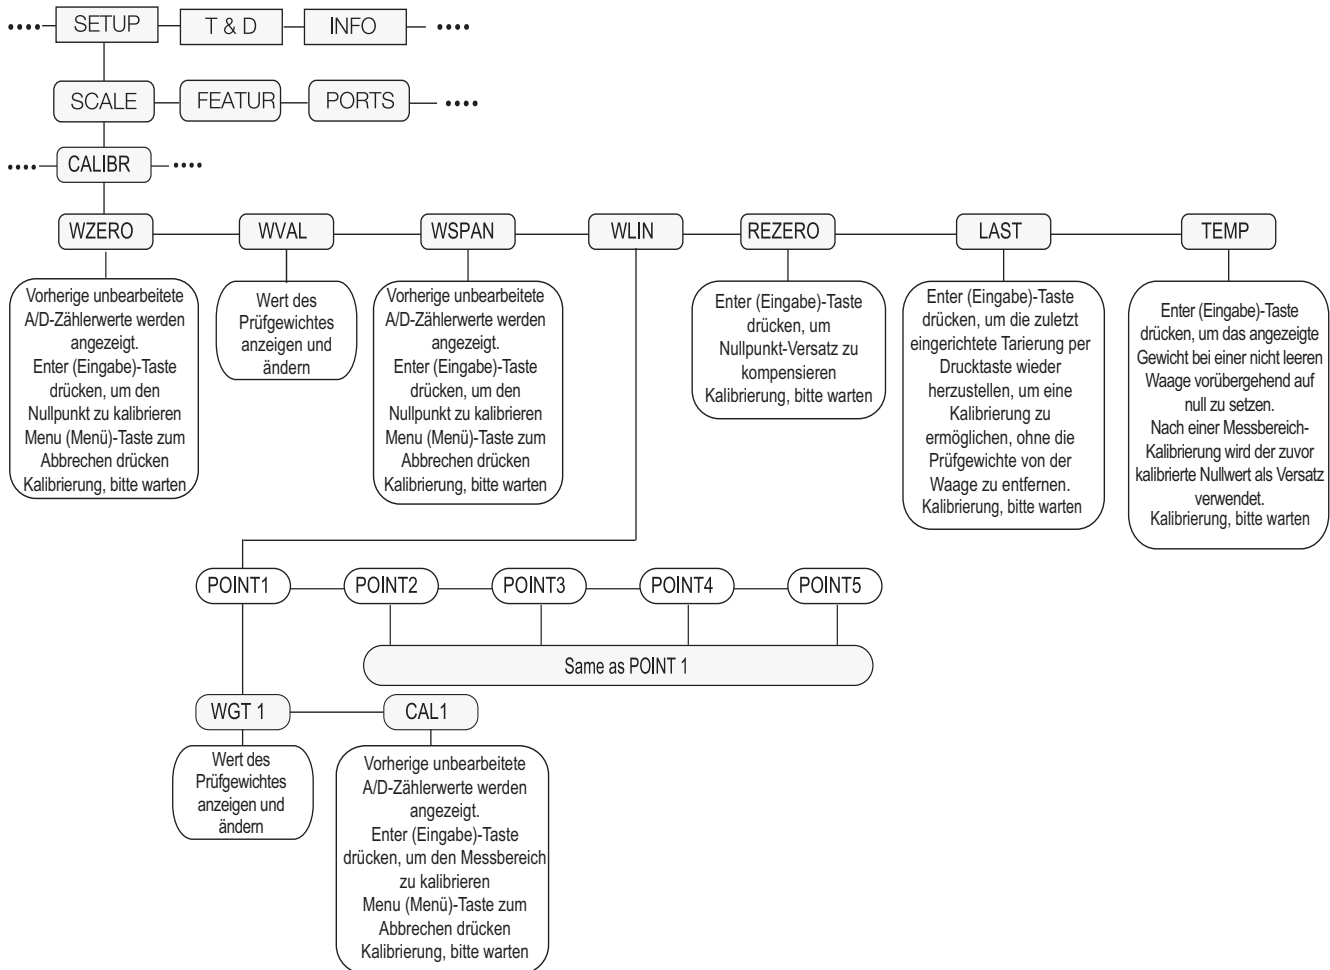 •••• SETUP T & D INFO ••••
SCALE FEATUR PORTS ••••
•••• CALIBR ••••
WZERO WVAL WSPAN WLIN REZERO LAST TEMP
Vorherige unbearbeitete
A/D-Zählerwerte werden
angezeigt.
Enter (Eingabe)-Taste
drücken, um den
Nullpunkt zu kalibrieren
Menu (Menü)-Taste zum
Abbrechen drücken
Kalibrierung, bitte warten
Wert des
Prüfgewichtes
anzeigen und
ändern
Vorherige unbearbeitete
A/D-Zählerwerte werden
angezeigt.
Enter (Eingabe)-Taste
drücken, um den
Nullpunkt zu kalibrieren
Menu (Menü)-Taste zum
Abbrechen drücken
Kalibrierung, bitte warten
Enter (Eingabe)-Taste
drücken, um
Nullpunkt-Versatz zu
kompensieren
Kalibrierung, bitte warten
Enter (Eingabe)-Taste
drücken, um die zuletzt
eingerichtete Tarierung per
Drucktaste wieder
herzustellen, um eine
Kalibrierung zu
ermöglichen, ohne die
Prüfgewichte von der
Waage zu entfernen.
Kalibrierung, bitte warten
Enter (Eingabe)-Taste
drücken, um das angezeigte
Gewicht bei einer nicht leeren
Waage vorübergehend auf
null zu setzen.
Nach einer Messbereich-
Kalibrierung wird der zuvor
kalibrierte Nullwert als Versatz
verwendet.
Kalibrierung, bitte warten
POINT1 POINT2 POINT3 POINT4 POINT5
Same as POINT 1
WGT 1 CAL1
Wert des
Prüfgewichtes
anzeigen und
ändern
Vorherige unbearbeitete
A/D-Zählerwerte werden
angezeigt.
Enter (Eingabe)-Taste
drücken, um den Messbereich
zu kalibrieren
Menu (Menü)-Taste zum
Abbrechen drücken
Kalibrierung, bitte warten